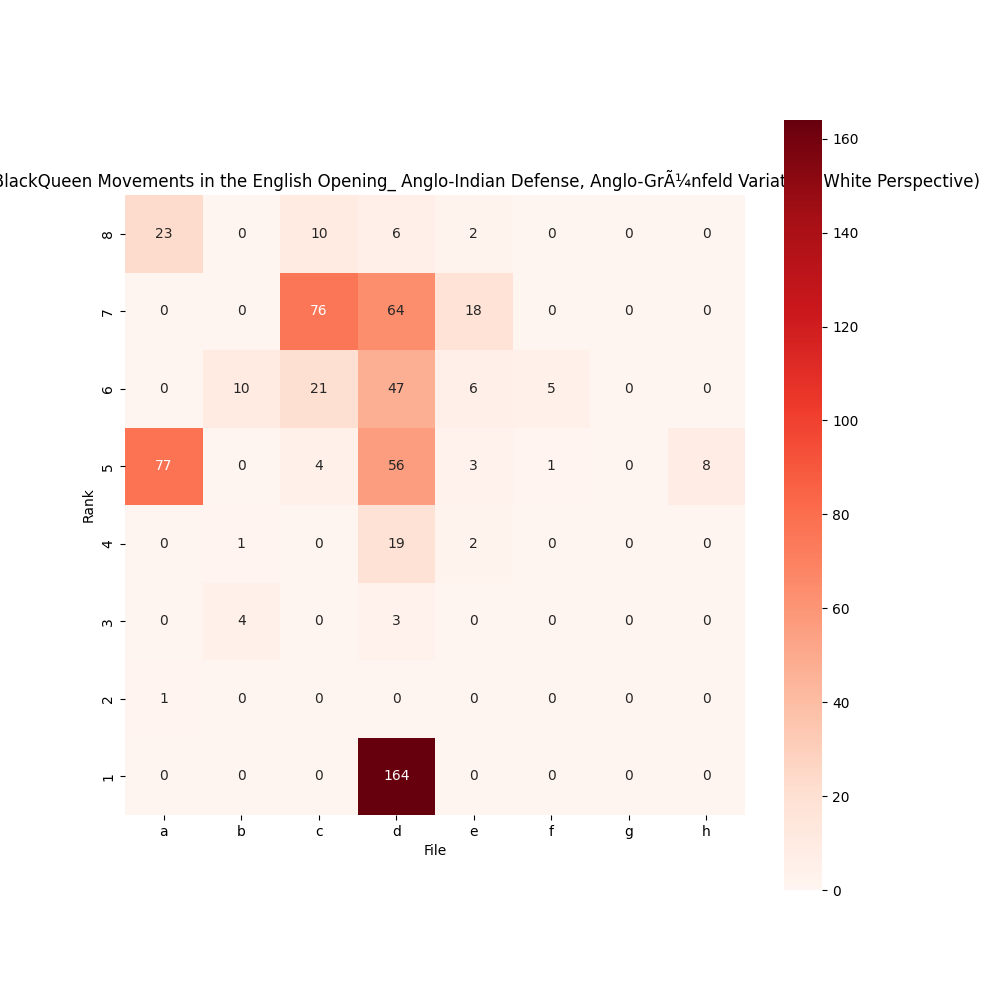 BlackQueen Movements in the English Opening_ Anglo-Indian Defense, Anglo-GrÃ¼nfeld Variat White Perspective)
8 23 0 10 6 2 0 0 0
7 0 0 76 64 18 0 0 0
6 0 10 21 47 6 5 0 0
5 77 0 4 56 3 1 0 8
4 0 1 0 19 2 0 0 0
3 0 4 0 3 0 0 0 0
2 1 0 0 0 0 0 0 0
1 0 0 0 164 0 0 0 0
a b c d e f g h
File
Rank
160
140
120
100
80
60
40
20
0